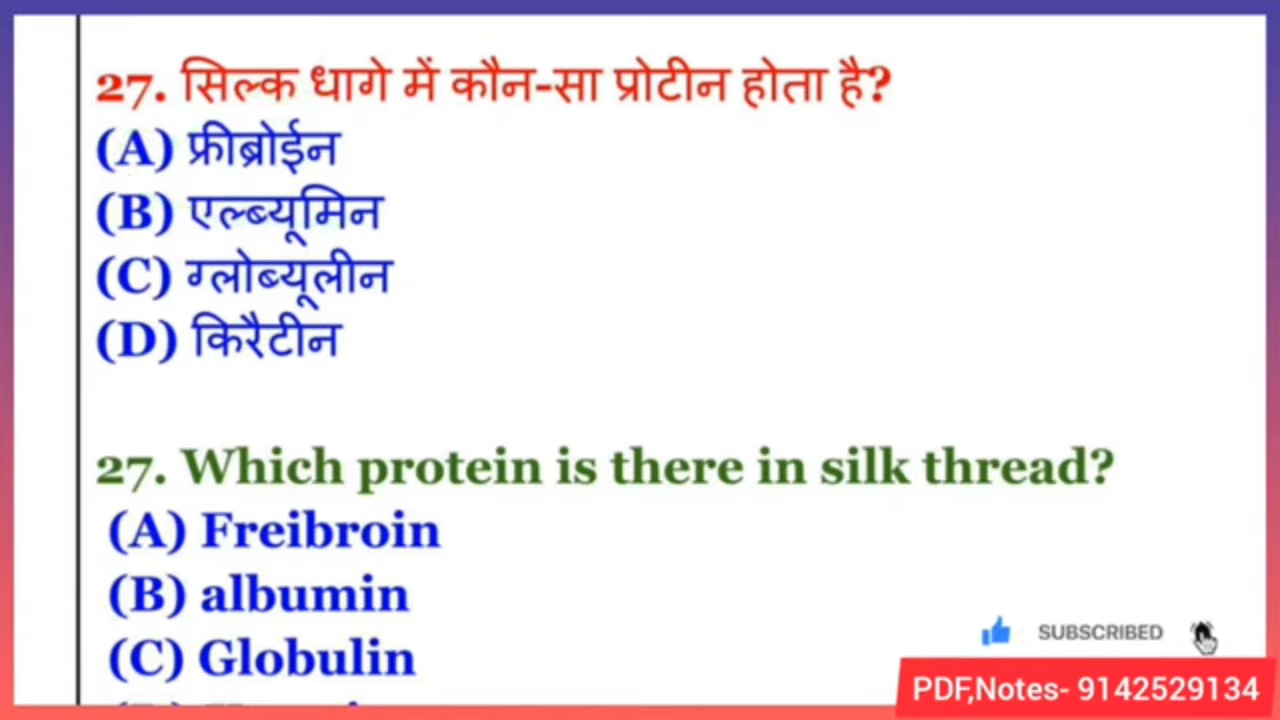 27. सिल्क धागे में कौन-सा प्रोटीन होता है?
(A) फ्रीब्रोईन
(B) एल्ब्यूमिन
(C) ग्लोब्यूलीन
(D) किरैटीन
27. Which protein is there in silk thread?
(A) Freibroin
(B) albumin
(C) Globulin
SUBSCRIBED
PDF,Notes- 9142529134